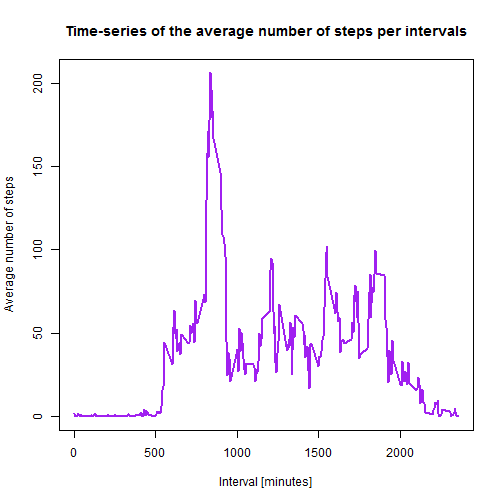 Time-series of the average number of steps per intervals
Average number of steps
200
150
100
50
0
0 500 1000 1500 2000
Interval [minutes]